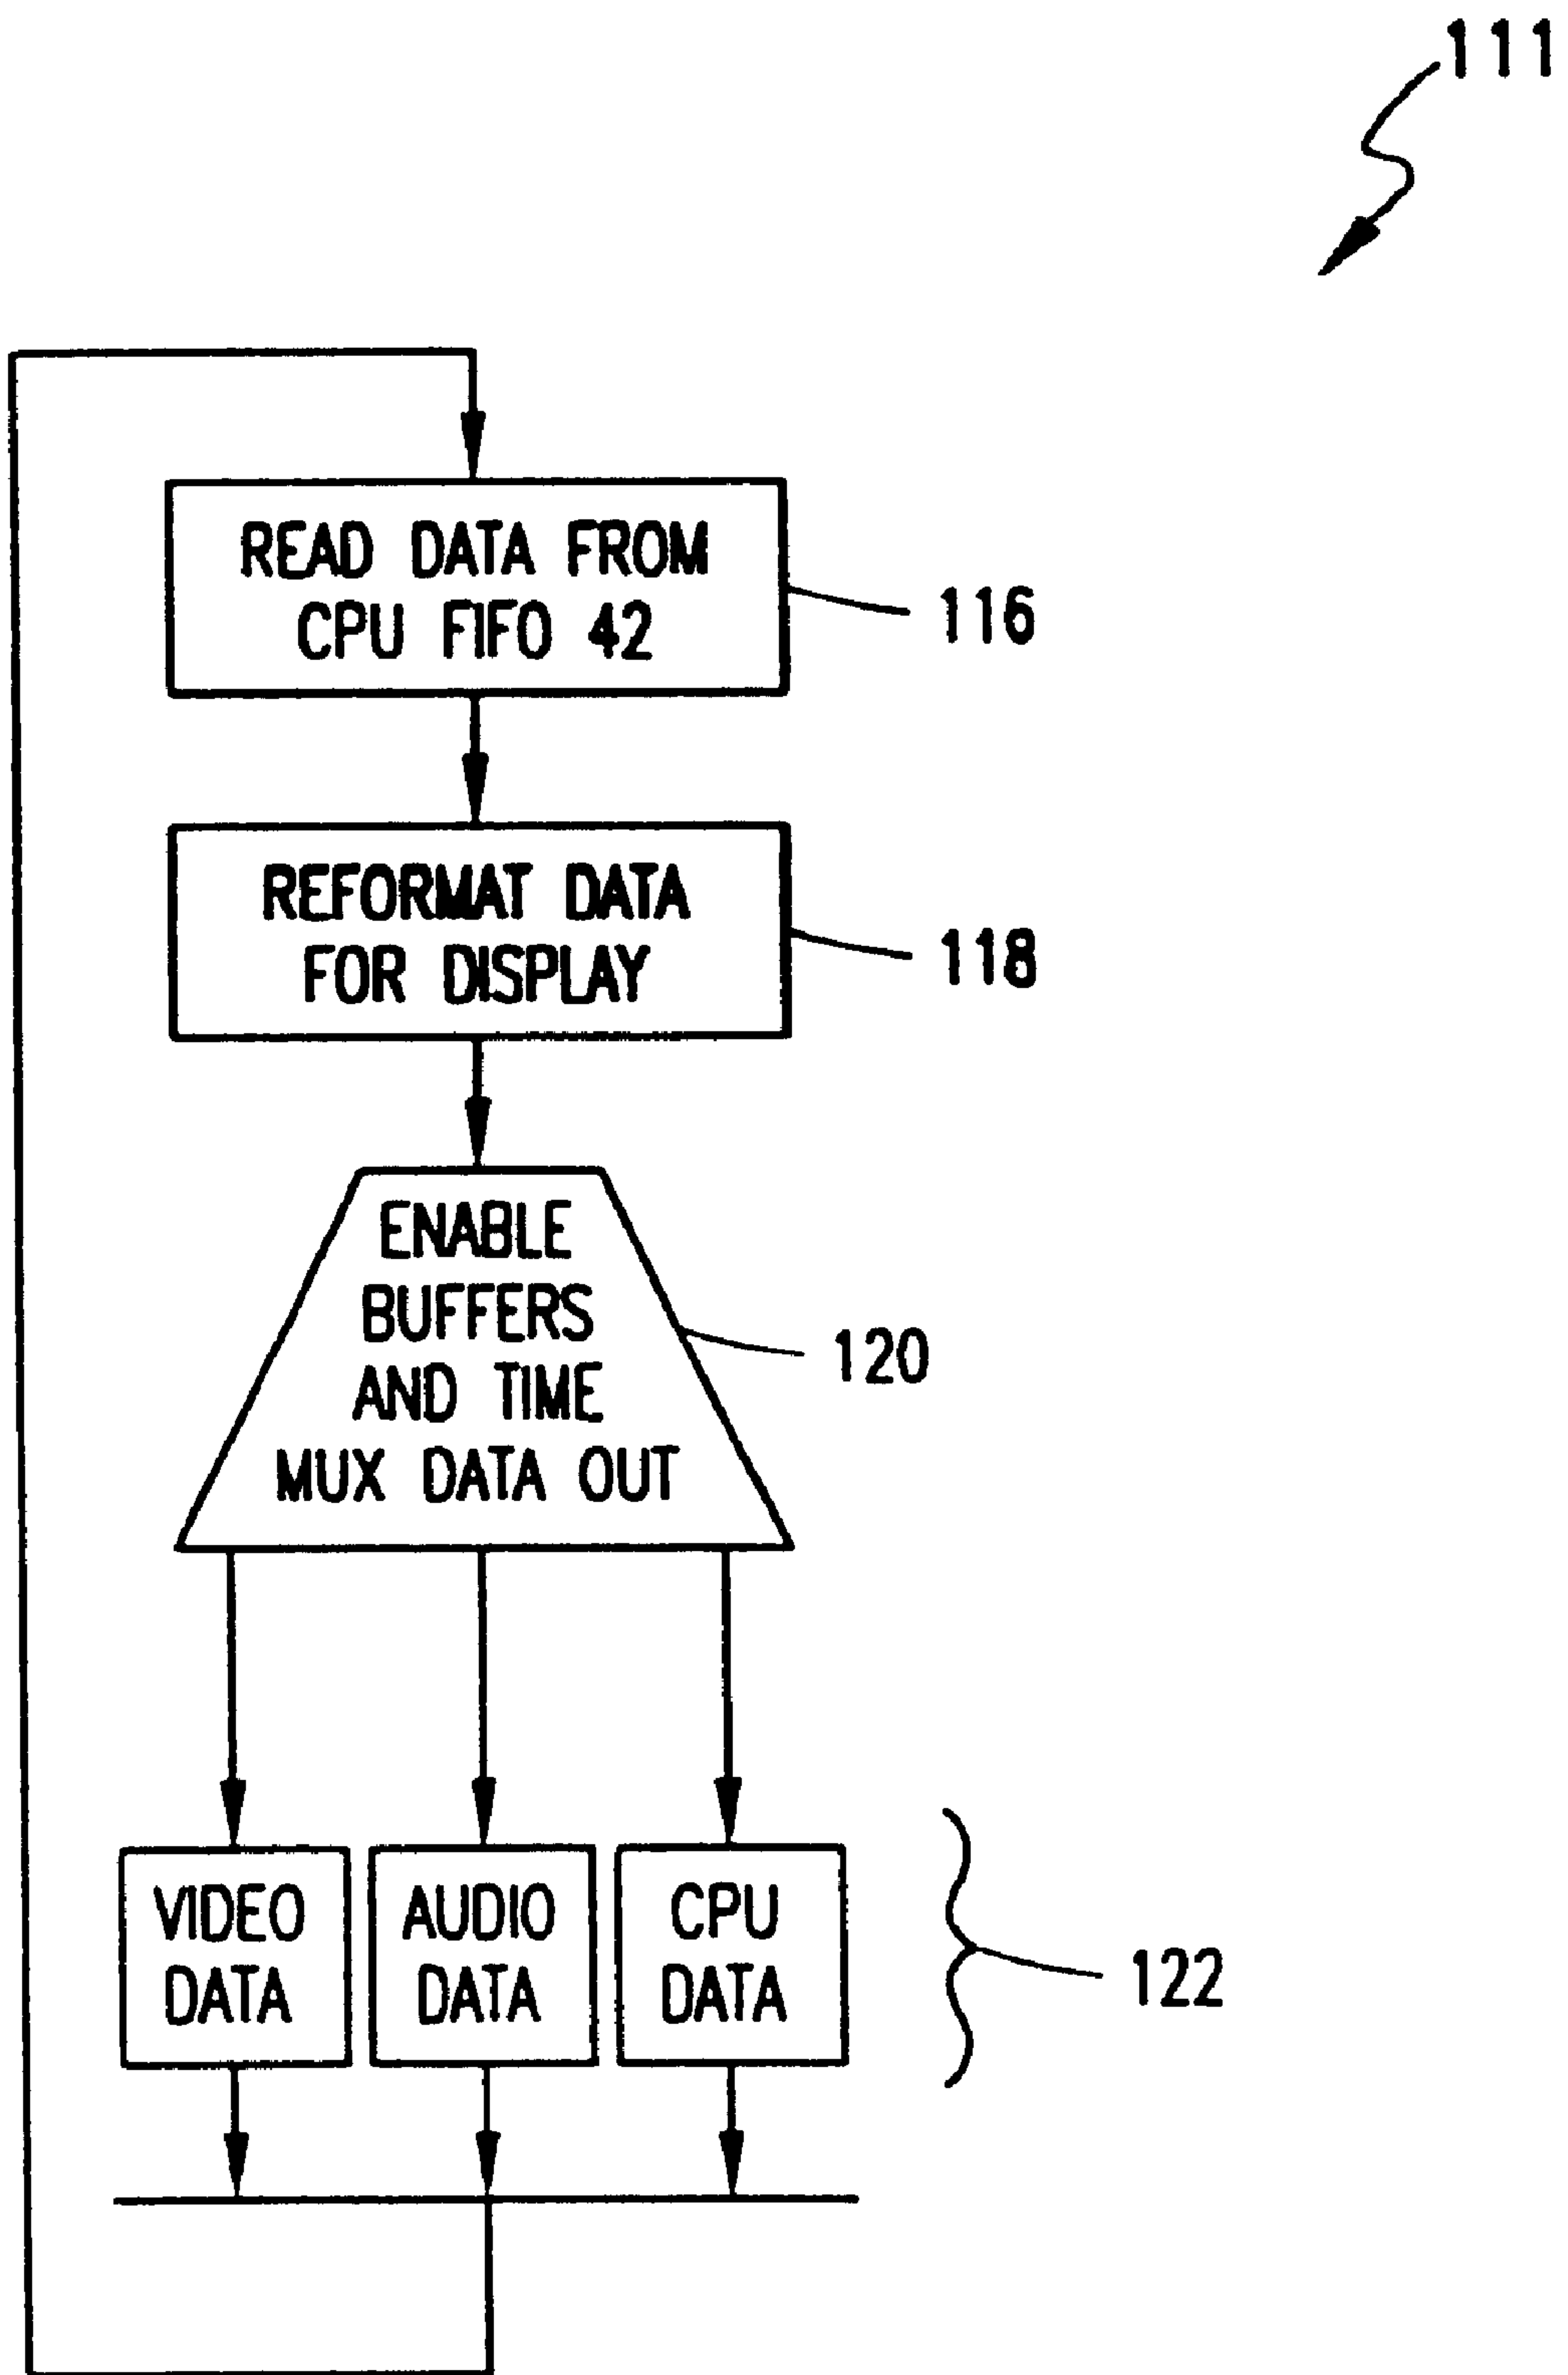 111
READ DATA FROM
CPU FIFO 42
116
REFORMAT DATA
FOR DISPLAY
118
ENABLE
BUFFERS
AND TIME
MUX DATA OUT
120
VIDEO
DATA
AUDIO
DATA
CPU
DATA
122